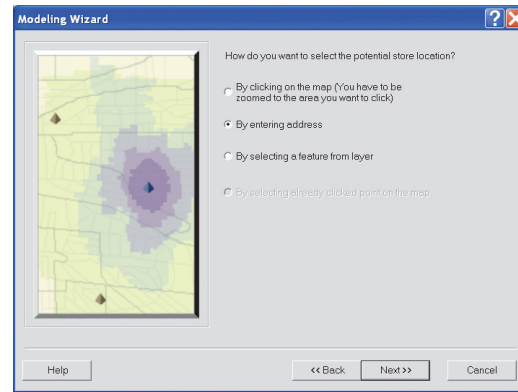 Modeling Wizard
How do you want to select the potential store location?
By clicking on the map (You have to be
zoomed to the area you want to click)
By entering address
By selecting a feature from layer
By selecting already clicked point on the map
Help
<< Back
Next >>
Cancel